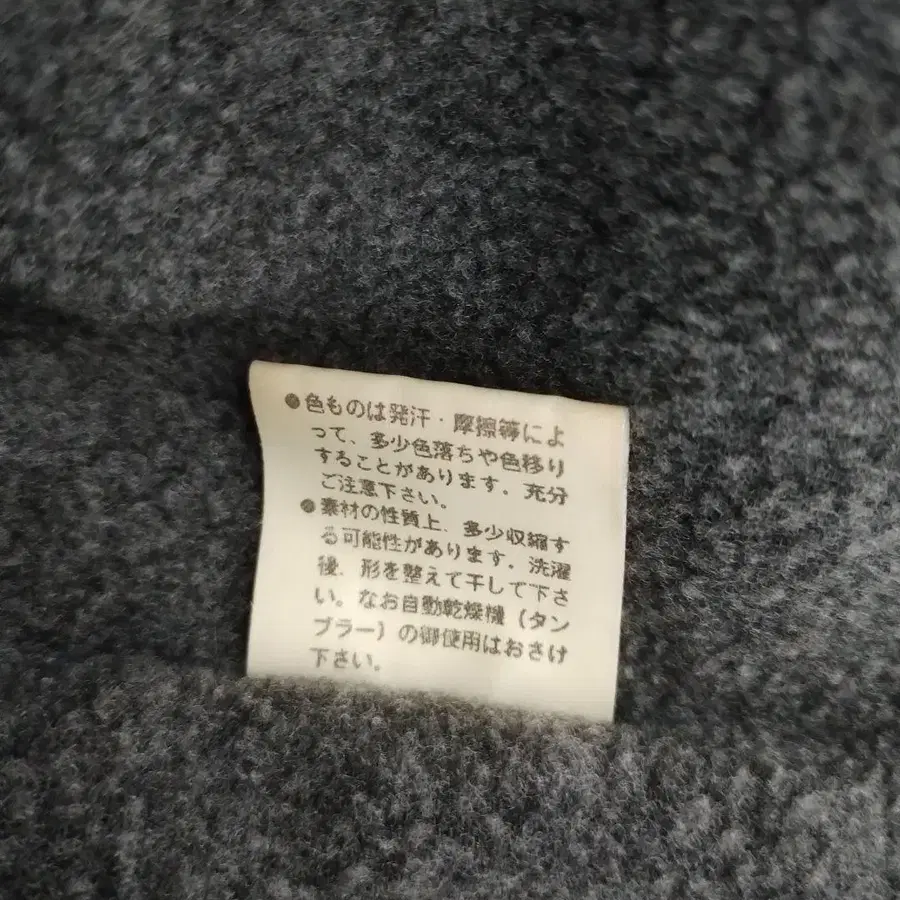 ●色ものは発汗・摩擦等によ
って、多少色落ちや色移り
することがあります。充分
ご注意下さい。
●素材の性質上、多少収縮す
る可能性があります。洗濯
後、形を整えて干して下さ
い。なお自動乾燥機（タン
ブラー）の御使用はおさけ
下さい。